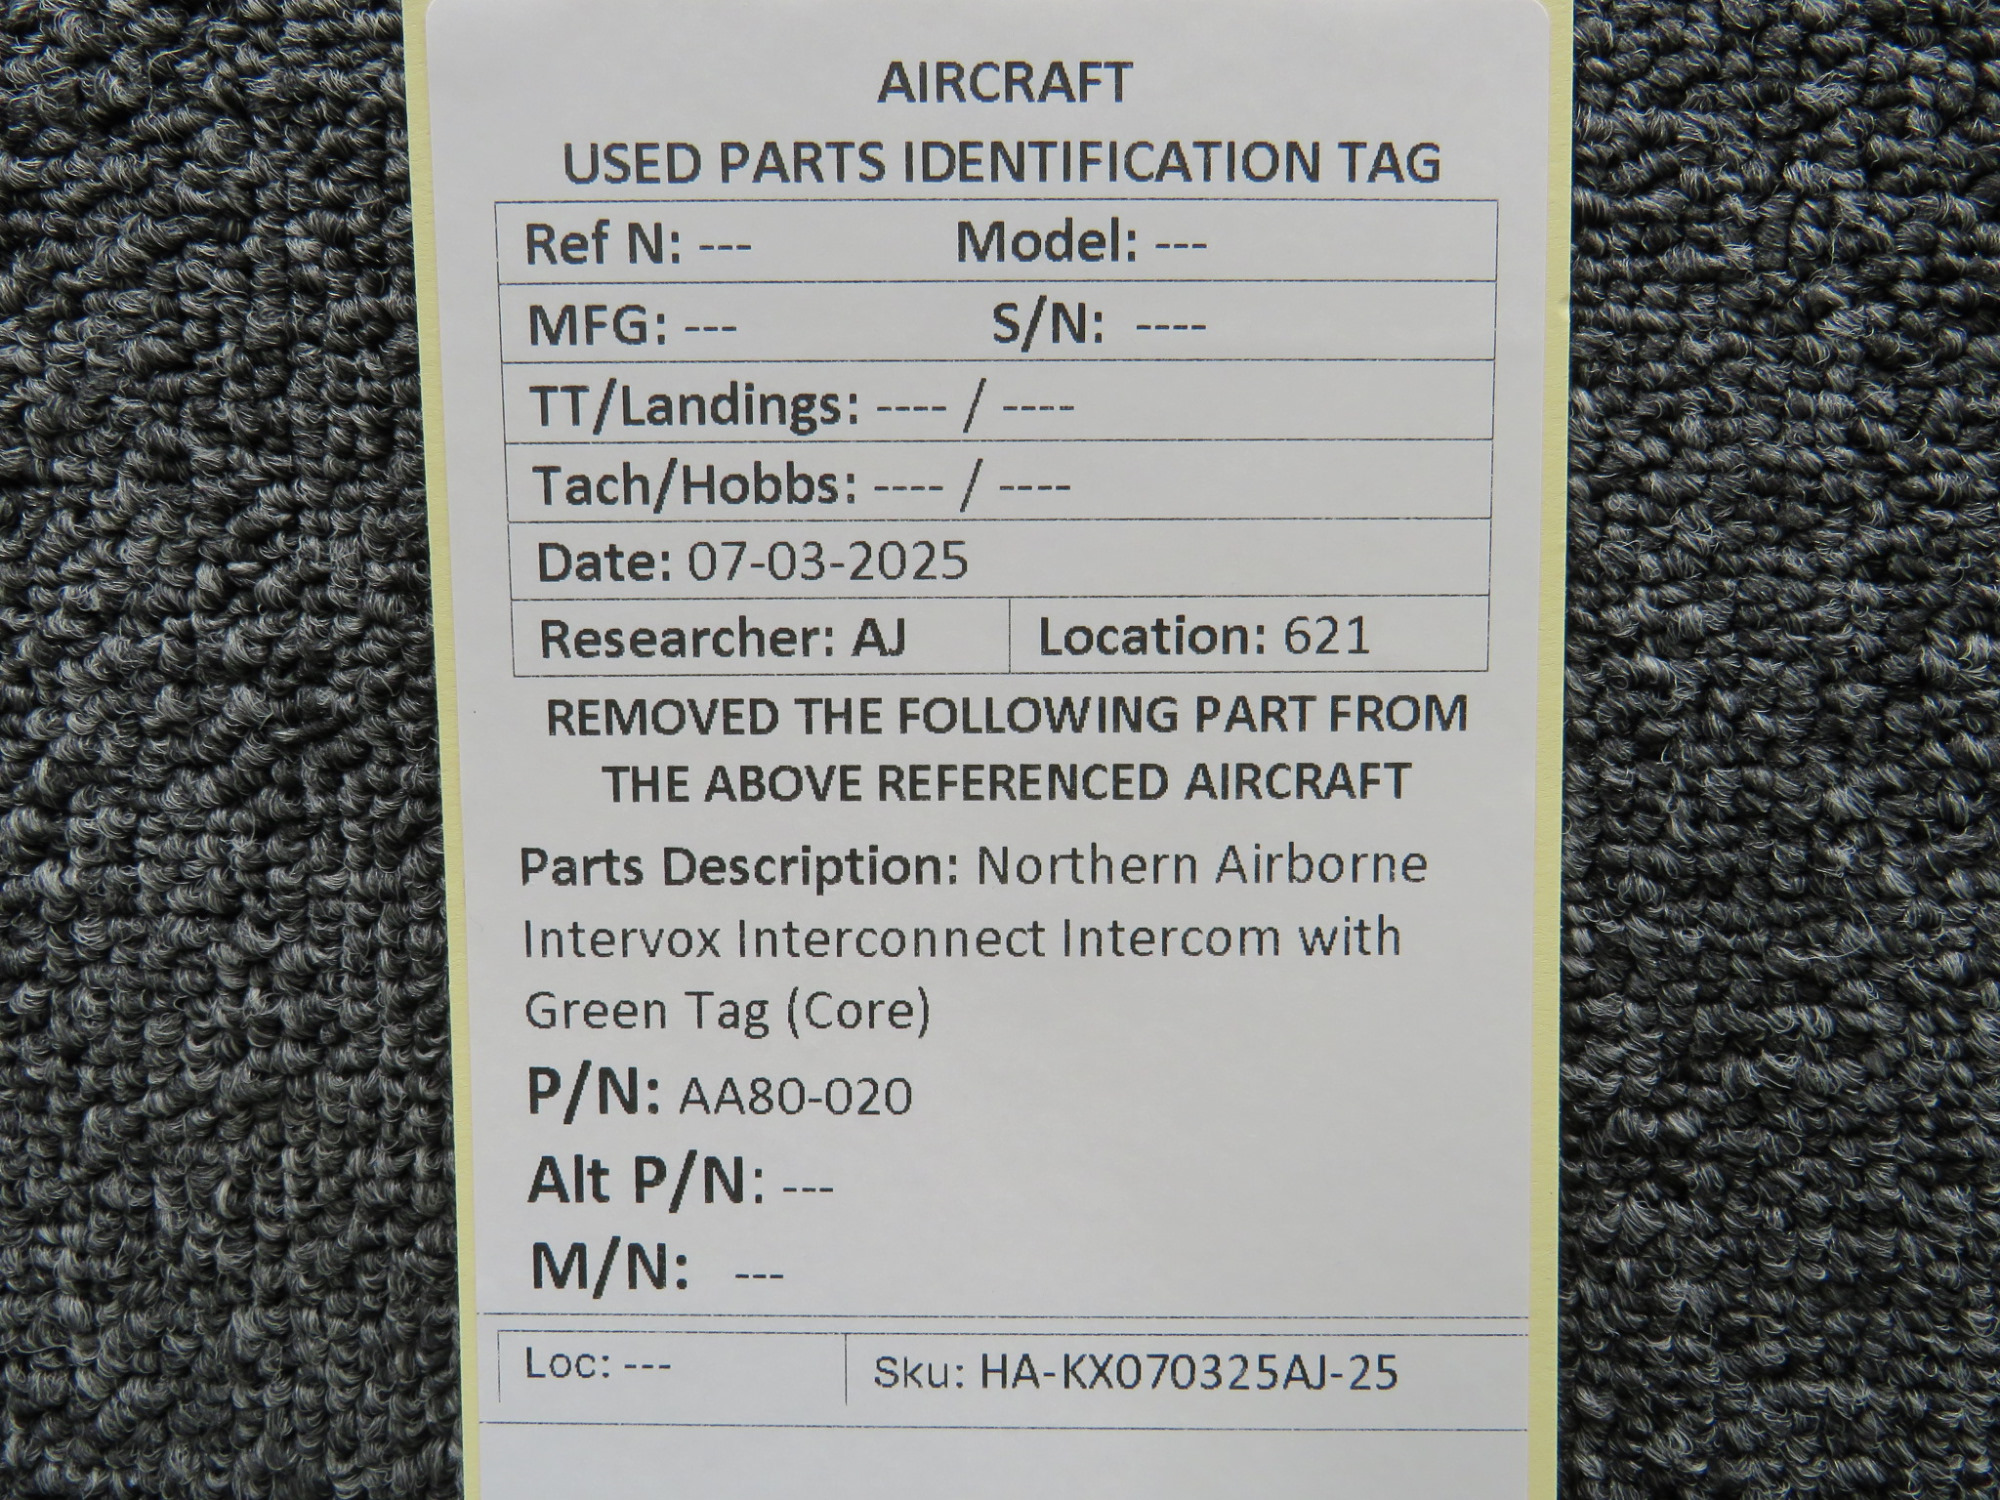 AIRCRAFT
USED PARTS IDENTIFICATION TAG
Ref N: --- Model: ---
MFG: --- S/N: ----
TT/Landings: ---- / ----
Tach/Hobbs: ---- / ----
Date: 07-03-2025
Researcher: AJ Location: 621
REMOVED THE FOLLOWING PART FROM
THE ABOVE REFERENCED AIRCRAFT
Parts Description: Northern Airborne
Intervox Interconnect Intercom with
Green Tag (Core)
P/N: AA80-020
Alt P/N: ---
M/N: ---
Loc: --- Sku: HA-KX070325AJ-25